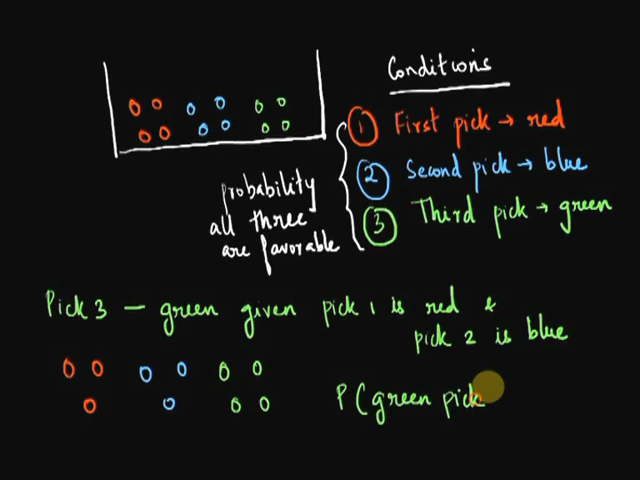 Conditions
1 First pick → red
2 Second pick → blue
3 Third pick → green
probability
all three
are favorable
Pick 3 — green given pick 1 is red &
pick 2 is blue
P(green pick